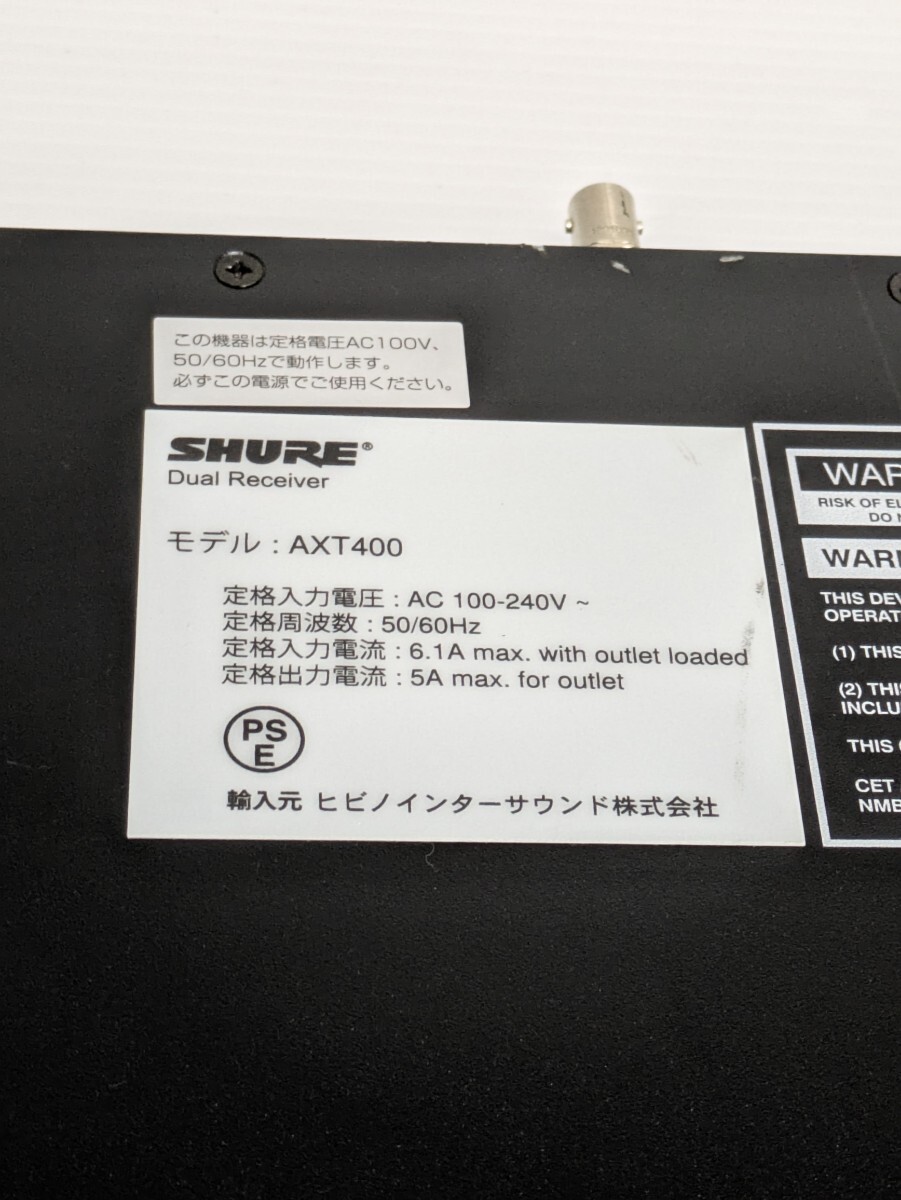 この機器は定格電圧AC100V、
50/60Hzで動作します。
必ずこの電源でご使用ください。
SHURE®
Dual Receiver
モデル : AXT400
定格入力電圧 : AC 100-240V ~
定格周波数 : 50/60Hz
定格入力電流 : 6.1A max. with outlet loaded
定格出力電流 : 5A max. for outlet
PS
E
輸入元 ヒビノインターサウンド株式会社
RISK OF
DO
THIS
OPERAT
(1) THIS
(2)
INCLU
THIS
CET
NMB